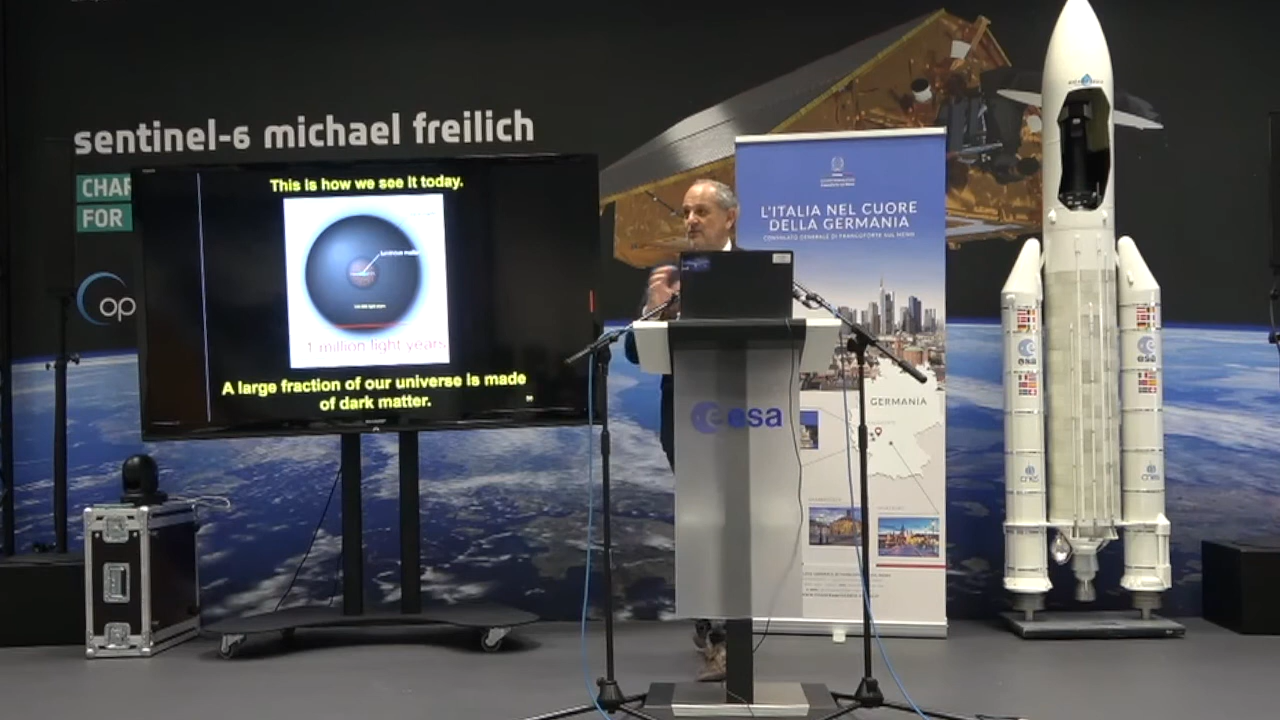 sentinel-6 michael freilich
CHAR
FOR
op
This is how we see it today.
luminous matter
1 million light years
A large fraction of our universe is made
of dark matter.
L'ITALIA NEL CUORE
DELLA GERMANIA
CONSOLATO GENERALE DI FRANCOFORTE SUL MENO
GERMANIA
esa
esa
esa
cnes
cnes